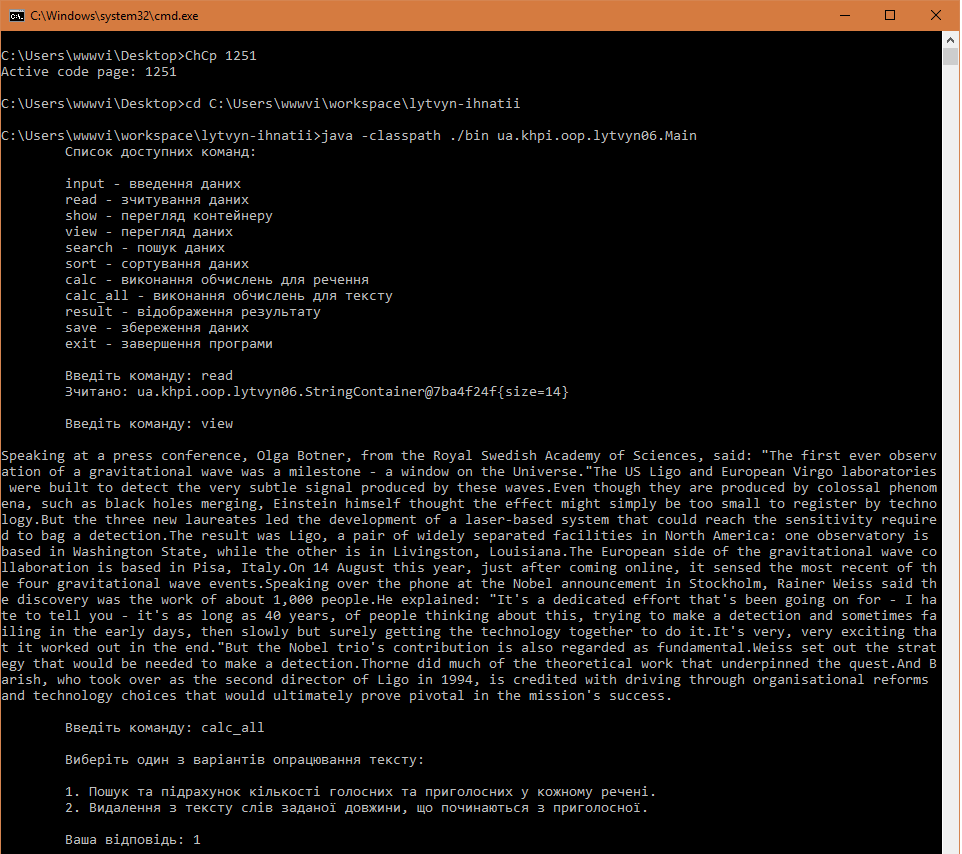 C:\Windows\system32\cmd.exe
C:\Users\wwwvi\Desktop>ChCp 1251
Active code page: 1251
C:\Users\wwwvi\Desktop>cd C:\Users\wwwvi\workspace\lytvyn-ihnatii
C:\Users\wwwvi\workspace\lytvyn-ihnatii>java -classpath ./bin ua.khpi.oop.lytvyn06.Main
Список доступних команд:
input - введення даних
read - зчитування даних
show - перегляд контейнеру
view - перегляд даних
search - пошук даних
sort - сортування даних
calc - виконання обчислень для речення
calc_all - виконання обчислень для тексту
result - відображення результату
save - збереження даних
exit - завершення програми
Введіть команду: read
Зчитано: ua.khpi.oop.lytvyn06.StringContainer@7ba4f24f{size=14}
Введіть команду: view
Speaking at a press conference, Olga Botner, from the Royal Swedish Academy of Sciences, said: "The first ever observ
ation of a gravitational wave was a milestone - a window on the Universe."The US Ligo and European Virgo laboratories
were built to detect the very subtle signal produced by these waves.Even though they are produced by colossal phenom
ena, such as black holes merging, Einstein himself thought the effect might simply be too small to register by techno
logy.But the three new laureates led the development of a laser-based system that could reach the sensitivity require
d to bag a detection.The result was Ligo, a pair of widely separated facilities in North America: one observatory is
based in Washington State, while the other is in Livingston, Louisiana.The European side of the gravitational wave co
llaboration is based in Pisa, Italy.On 14 August this year, just after coming online, it sensed the most recent of th
e four gravitational wave events.Speaking over the phone at the Nobel announcement in Stockholm, Rainer Weiss said th
e discovery was the work of about 1,000 people.He explained: "It's a dedicated effort that's been going on for - I ha
te to tell you - it's as long as 40 years, of people thinking about this, trying to make a detection and sometimes fa
iling in the early days, then slowly but surely getting the technology together to do it.It's very, very exciting tha
t it worked out in the end."But the Nobel trio's contribution is also regarded as fundamental.Weiss set out the strat
egy that would be needed to make a detection.Thorne did much of the theoretical work that underpinned the quest.And B
arish, who took over as the second director of Ligo in 1994, is credited with driving through organisational reforms
and technology choices that would ultimately prove pivotal in the mission's success.
Введіть команду: calc_all
Виберіть один з варіантів опрацювання тексту:
1. Пошук та підрахунок кількості голосних та приголосних у кожному речені.
2. Видалення з тексту слів заданої довжини, що починаються з приголосної.
Ваша відповідь: 1